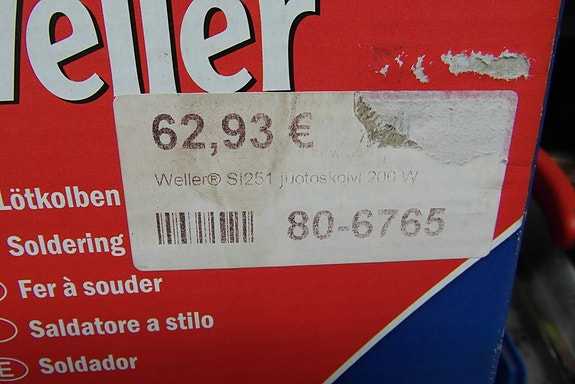 eller
62,93 €
Weller® SI251 juotoskolvi 200 W
80-6765
Lötkolben
Soldering
Fer à souder
Saldatore a stilo
E Soldador